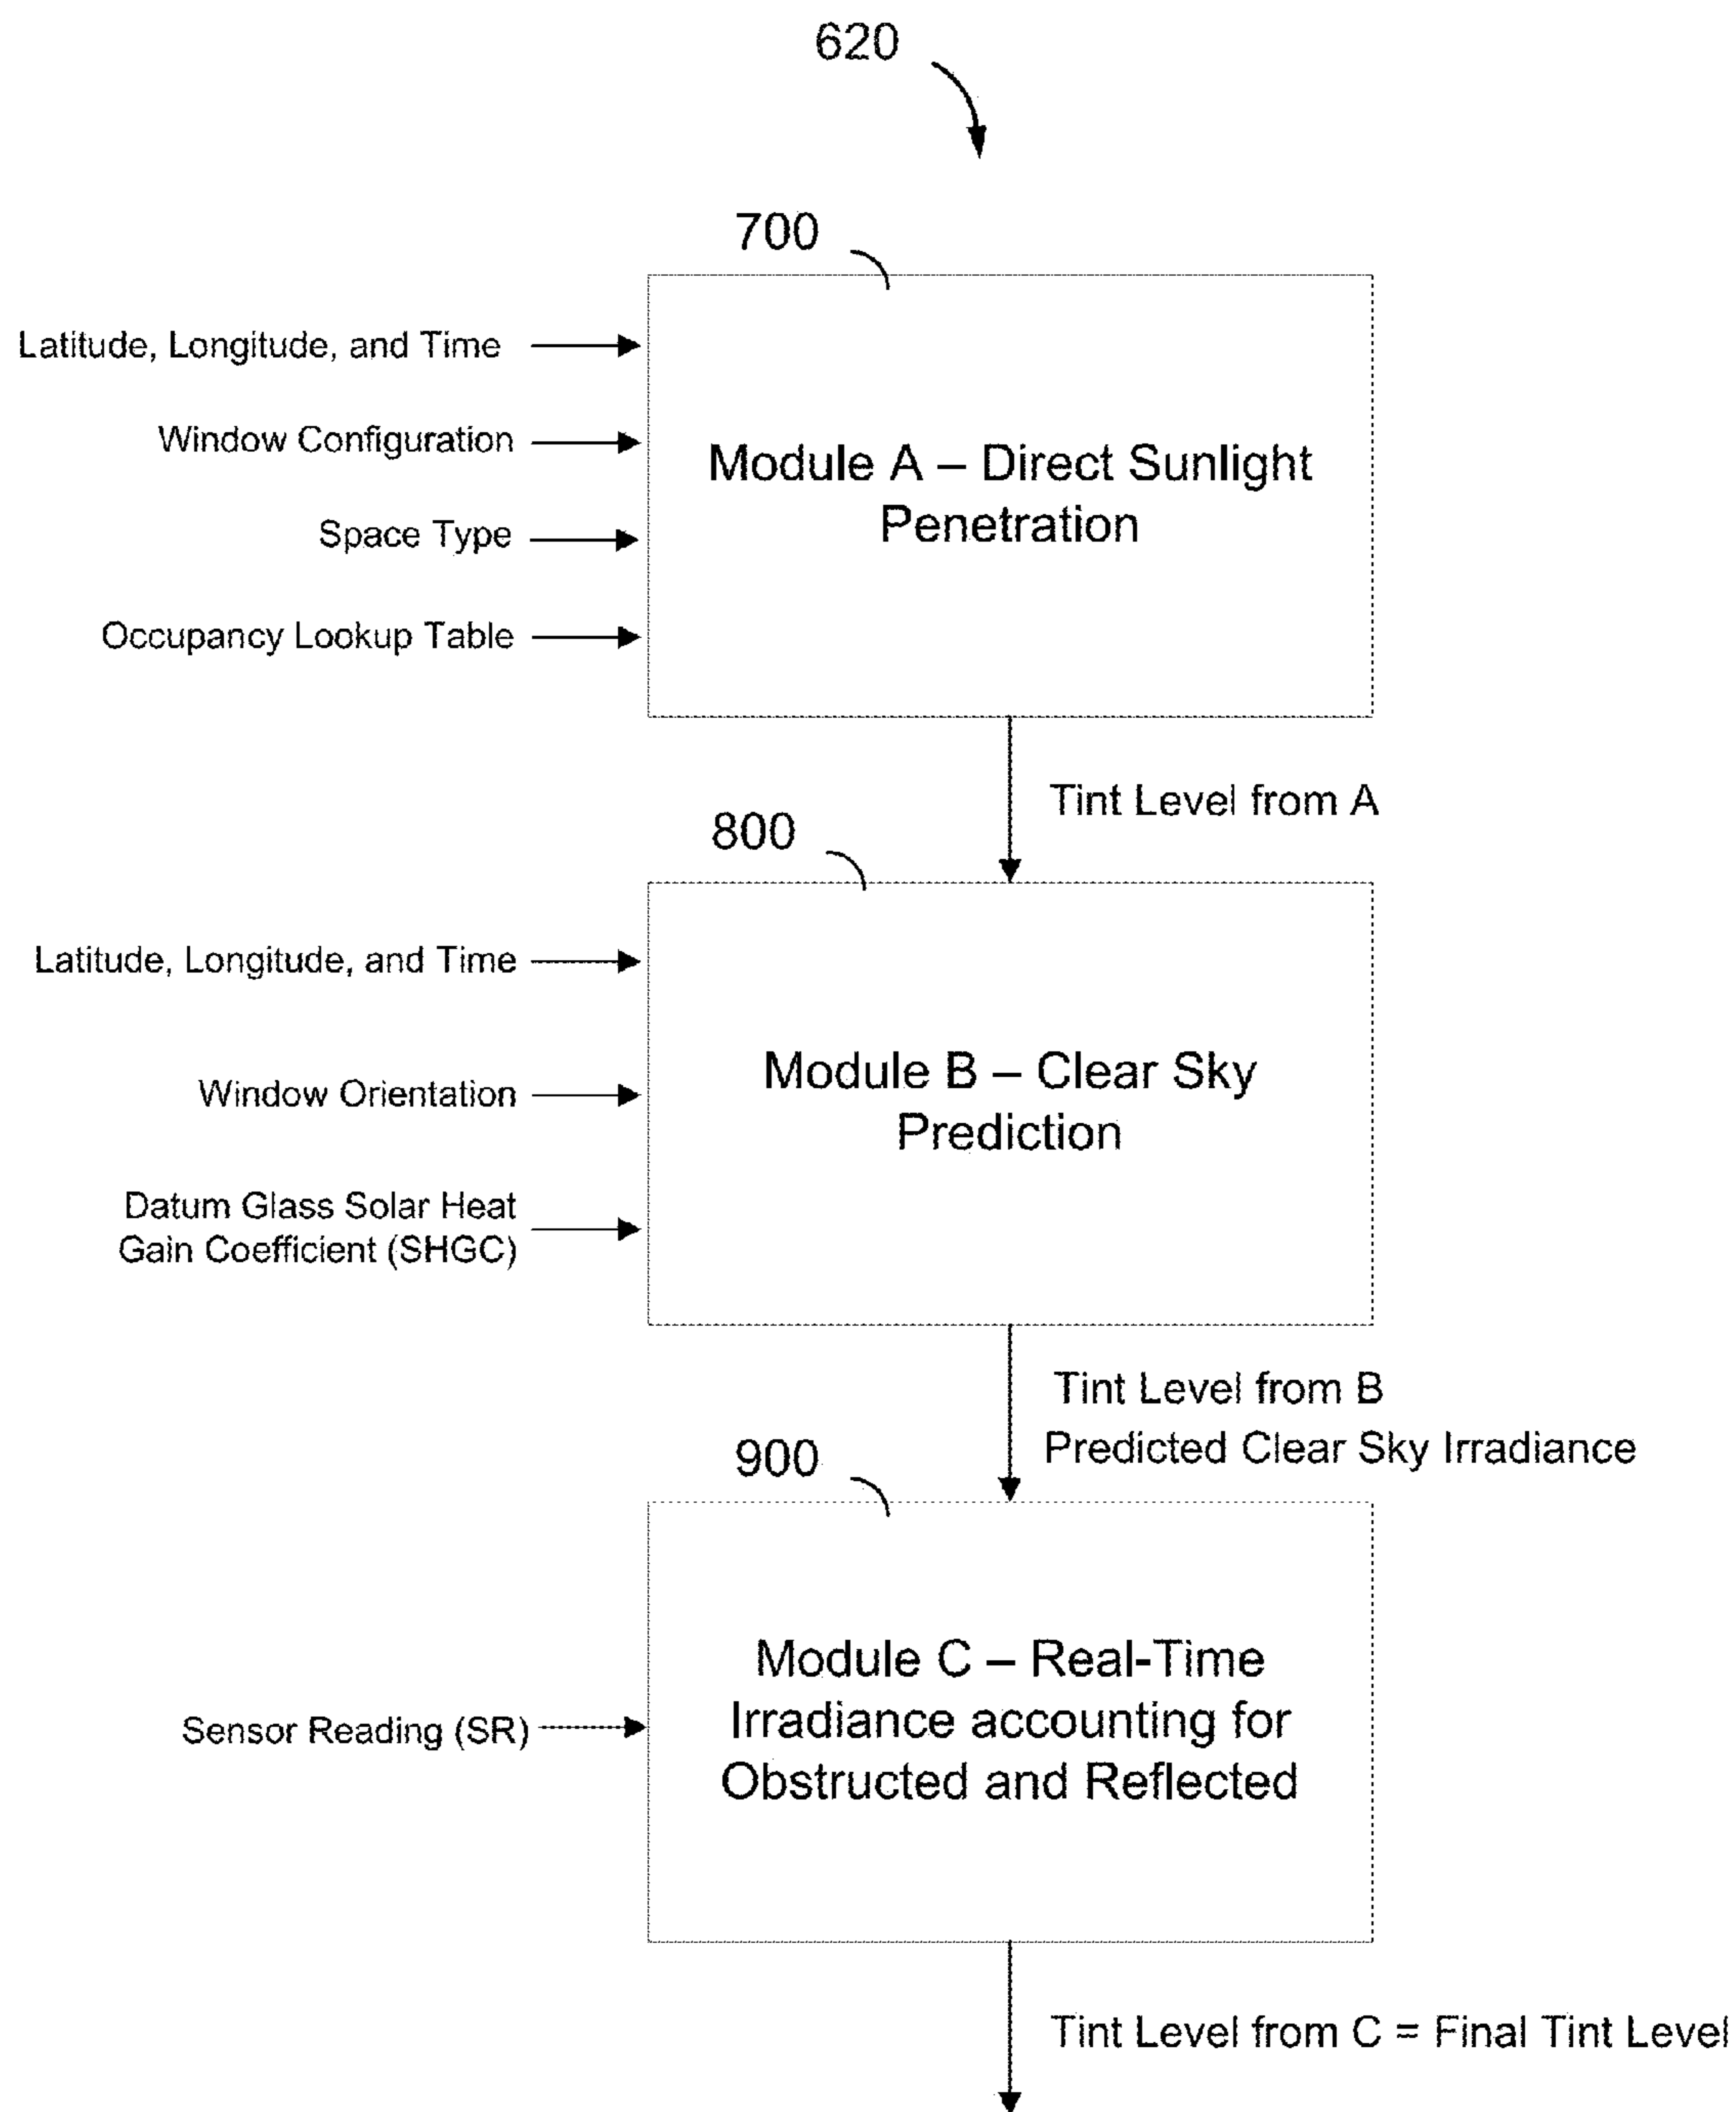 620
700
Latitude, Longitude, and Time
Window Configuration
Space Type
Occupancy Lookup Table
Module A – Direct Sunlight
Penetration
Tint Level from A
800
Latitude, Longitude, and Time
Window Orientation
Datum Glass Solar Heat
Gain Coefficient (SHGC)
Module B – Clear Sky
Prediction
Tint Level from B
Predicted Clear Sky Irradiance
900
Sensor Reading (SR)
Module C – Real-Time
Irradiance accounting for
Obstructed and Reflected
Tint Level from C = Final Tint Level